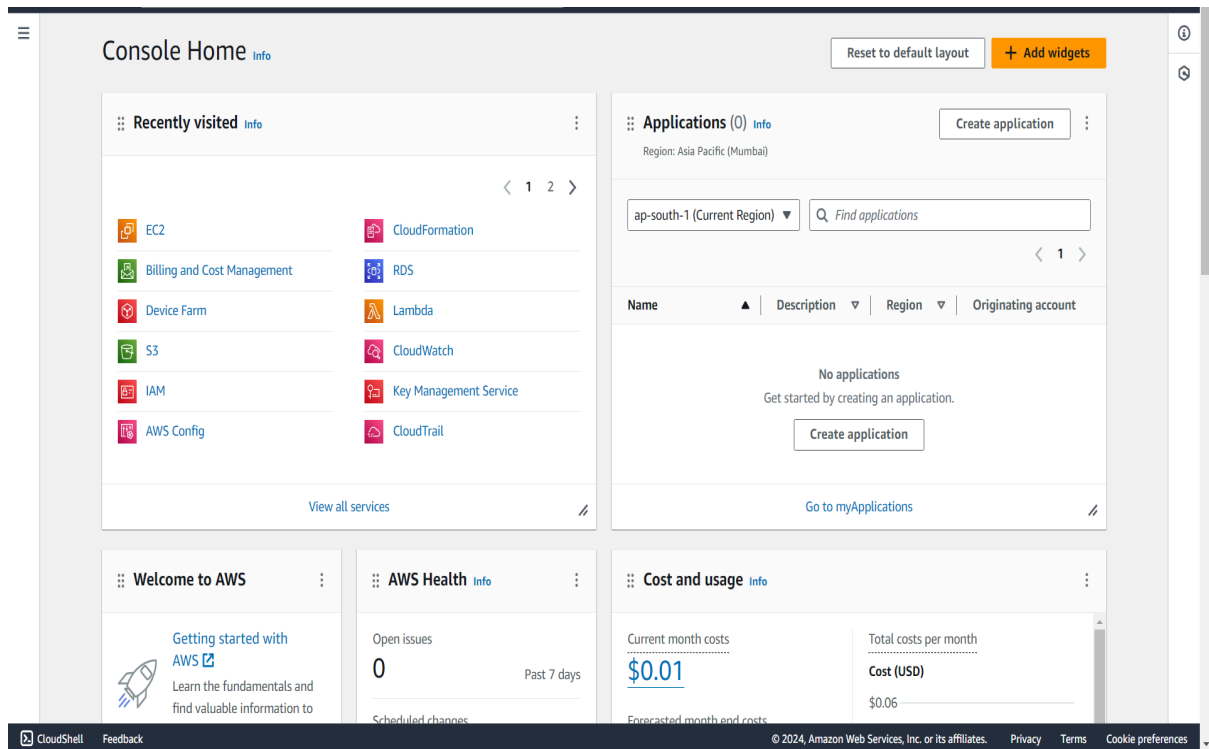 Console Home Info
Reset to default layout
+ Add widgets
Recently visited Info
1 2
EC2
CloudFormation
Billing and Cost Management
RDS
Device Farm
Lambda
S3
CloudWatch
IAM
Key Management Service
AWS Config
CloudTrail
View all services
Applications (0) Info
Create application
Region: Asia Pacific (Mumbai)
ap-south-1 (Current Region)
Find applications
1
Name Description Region Originating account
No applications
Get started by creating an application.
Create application
Go to myApplications
Welcome to AWS
Getting started with
AWS
Learn the fundamentals and
find valuable information to
AWS Health Info
Open issues
0
Past 7 days
Scheduled changes
Cost and usage Info
Current month costs
$0.01
Forecasted month end costs
Total costs per month
Cost (USD)
$0.06
CloudShell Feedback © 2024, Amazon Web Services, Inc. or its affiliates. Privacy Terms Cookie preferences